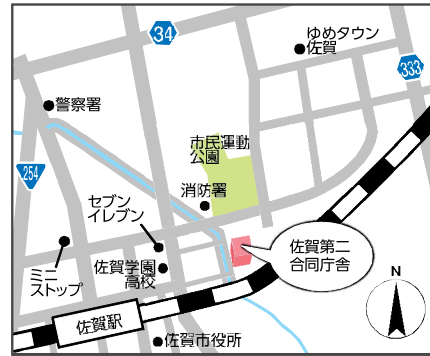 34
ゆめタウン
佐賀
333
警察署
市民運動
公園
254
セブン
イレブン
消防署
佐賀第二
合同庁舎
ミニ
ストップ
佐賀学園
高校
N
佐賀駅
佐賀市役所